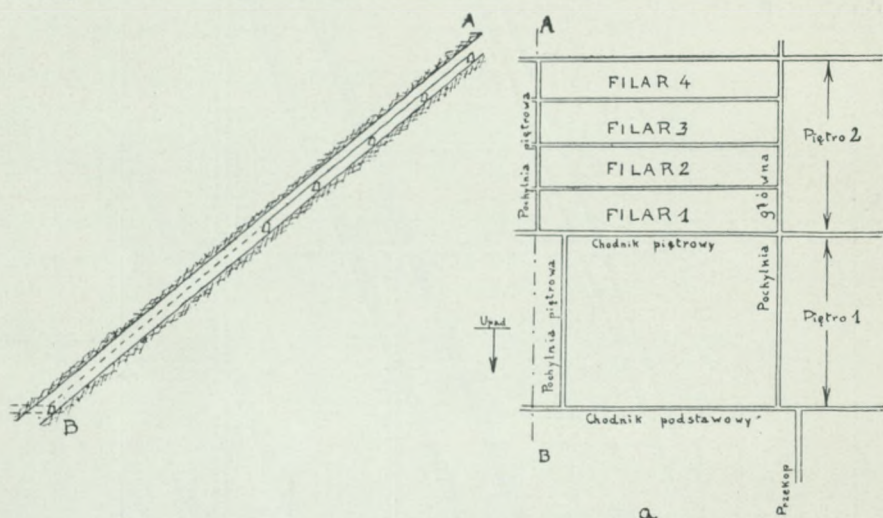 A
B
A
FILAR 4
FILAR 3
FILAR 2
FILAR 1
Pochylnia piętrowa
główna
Piętro 2
Chodnik piętrowy
Pochylnia piętrowa
Pochylnia
Piętro 1
Upad
Chodnik podstawowy
B
Przekop
a